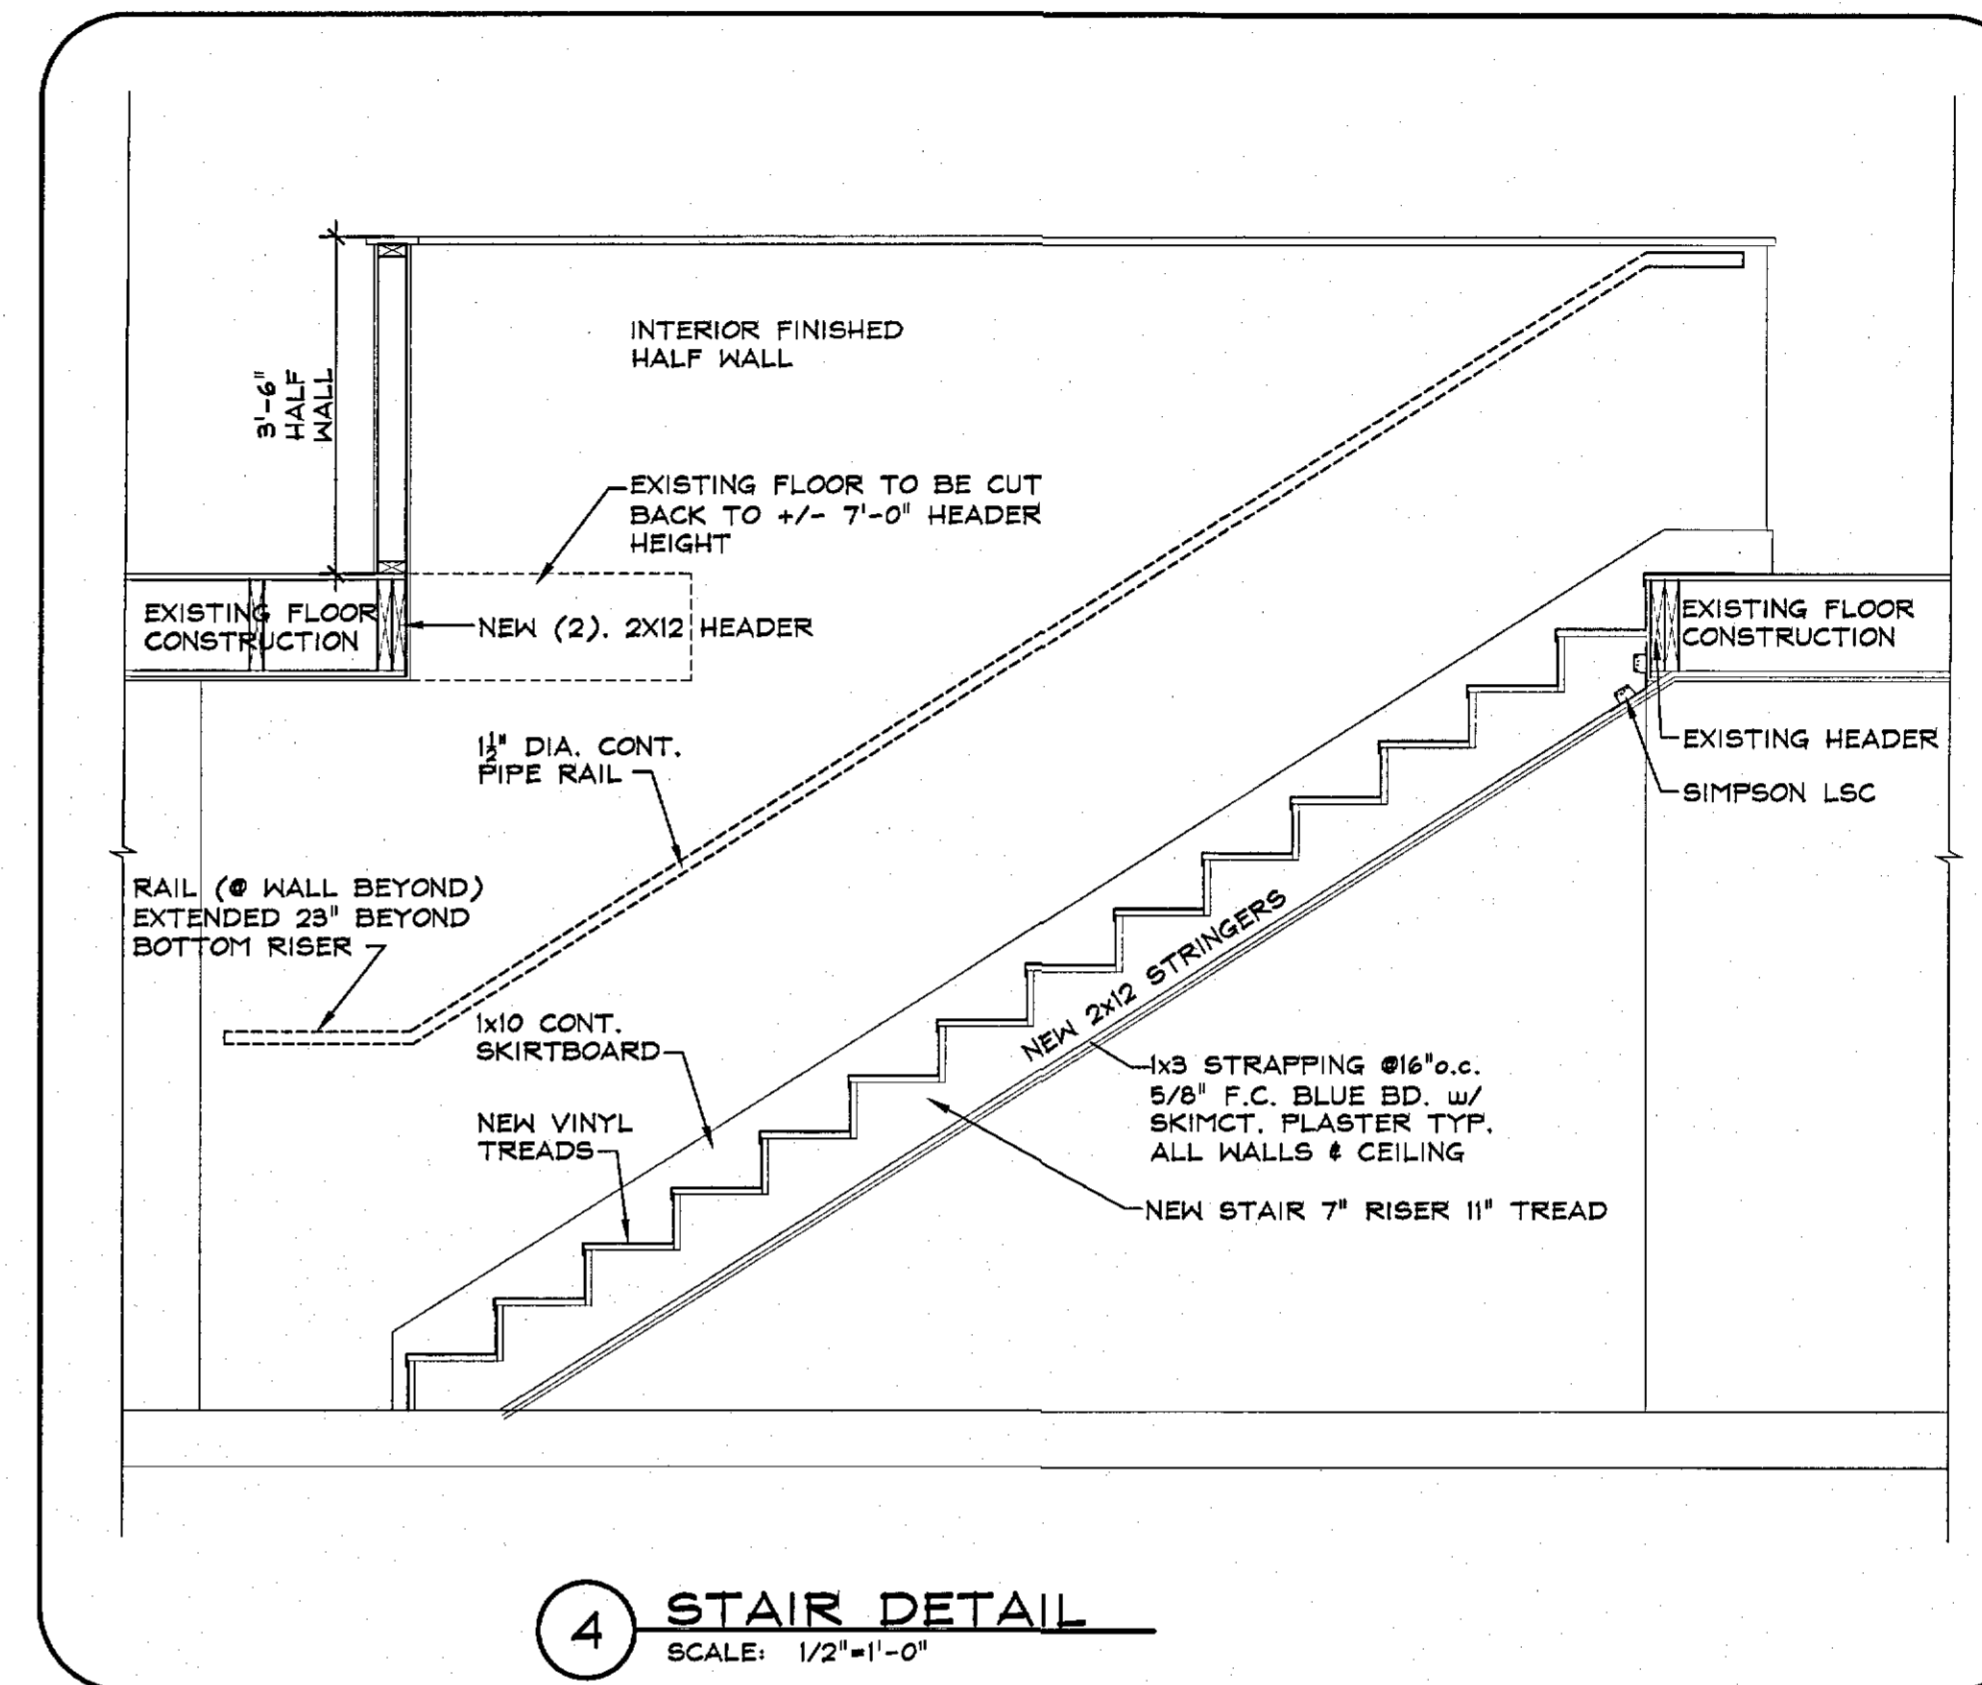 3'-6"
HALF
WALL
INTERIOR FINISHED
HALF WALL
EXISTING FLOOR TO BE CUT
BACK TO +/- 7'-0" HEADER
HEIGHT
EXISTING FLOOR
CONSTRUCTION
NEW (2). 2X12 HEADER
EXISTING FLOOR
CONSTRUCTION
EXISTING HEADER
SIMPSON LSC
1½" DIA. CONT.
PIPE RAIL
RAIL (@ WALL BEYOND)
EXTENDED 23" BEYOND
BOTTOM RISER
NEW 2x12 STRINGERS
1x10 CONT.
SKIRTBOARD
1x3 STRAPPING @16"o.c.
5/8" F.C. BLUE BD. w/
SKIMCT. PLASTER TYP.
ALL WALLS & CEILING
NEW VINYL
TREADS
NEW STAIR 7" RISER 11" TREAD
4
STAIR DETAIL
SCALE: 1/2"=1'-0"